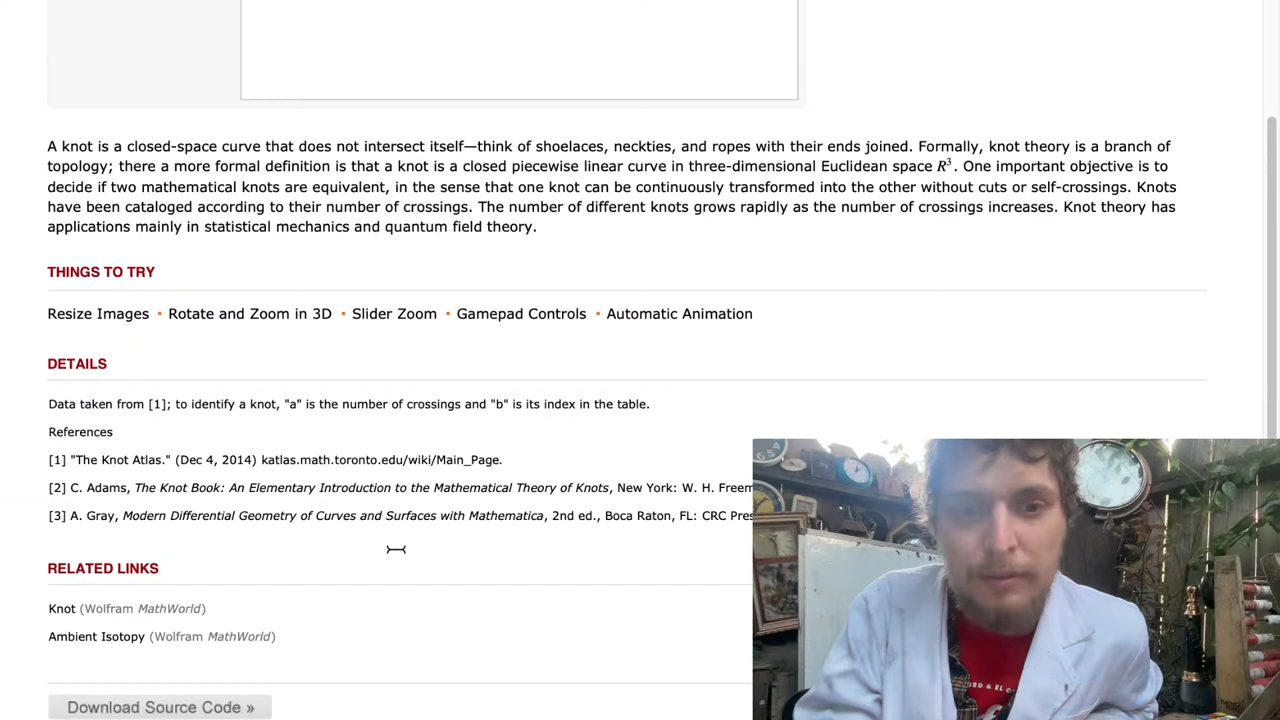 A knot is a closed-space curve that does not intersect itself—think of shoelaces, neckties, and ropes with their ends joined. Formally, knot theory is a branch of
topology; there a more formal definition is that a knot is a closed piecewise linear curve in three-dimensional Euclidean space R³. One important objective is to
decide if two mathematical knots are equivalent, in the sense that one knot can be continuously transformed into the other without cuts or self-crossings. Knots
have been cataloged according to their number of crossings. The number of different knots grows rapidly as the number of crossings increases. Knot theory has
applications mainly in statistical mechanics and quantum field theory.
THINGS TO TRY
Resize Images ▪ Rotate and Zoom in 3D ▪ Slider Zoom ▪ Gamepad Controls ▪ Automatic Animation
DETAILS
Data taken from [1]; to identify a knot, "a" is the number of crossings and "b" is its index in the table.
References
[1] "The Knot Atlas." (Dec 4, 2014) katlas.math.toronto.edu/wiki/Main_Page.
[2] C. Adams, The Knot Book: An Elementary Introduction to the Mathematical Theory of Knots, New York: W. H. Freem
[3] A. Gray, Modern Differential Geometry of Curves and Surfaces with Mathematica, 2nd ed., Boca Raton, FL: CRC Pres
RELATED LINKS
Knot (Wolfram MathWorld)
Ambient Isotopy (Wolfram MathWorld)
Download Source Code »